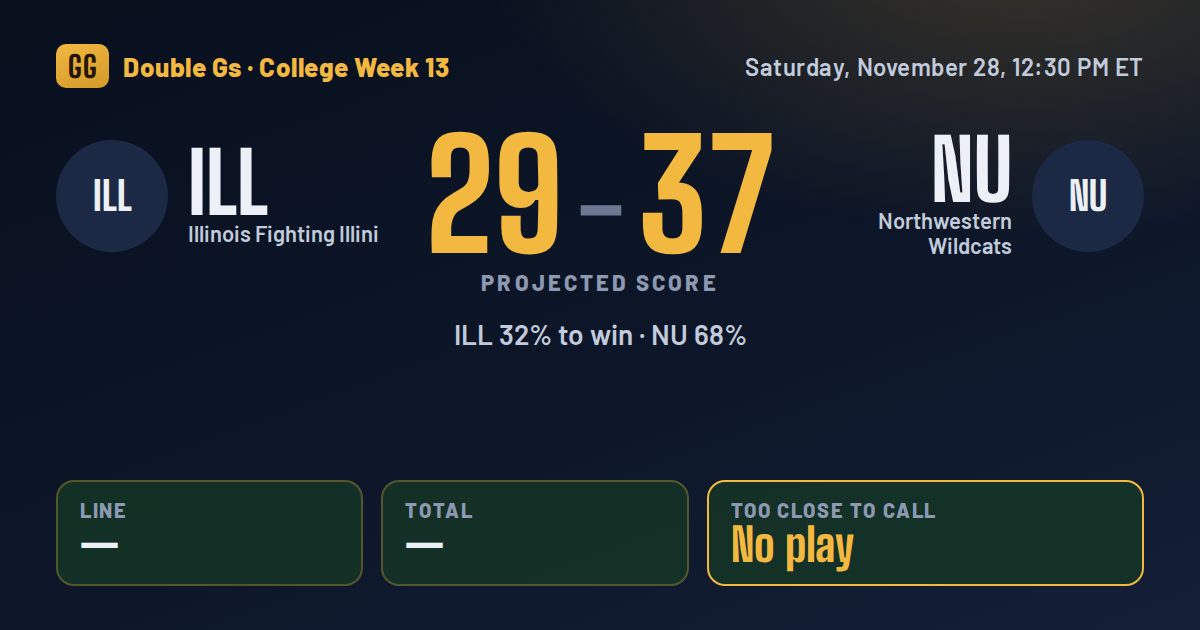 GG
Double Gs · College Week 13
Saturday, November 28, 12:30 PM ET
ILL
ILL
Illinois Fighting Illini
29 – 37
PROJECTED SCORE
ILL 32% to win · NU 68%
NU
Northwestern
Wildcats
NU
LINE
—
TOTAL
—
TOO CLOSE TO CALL
No play